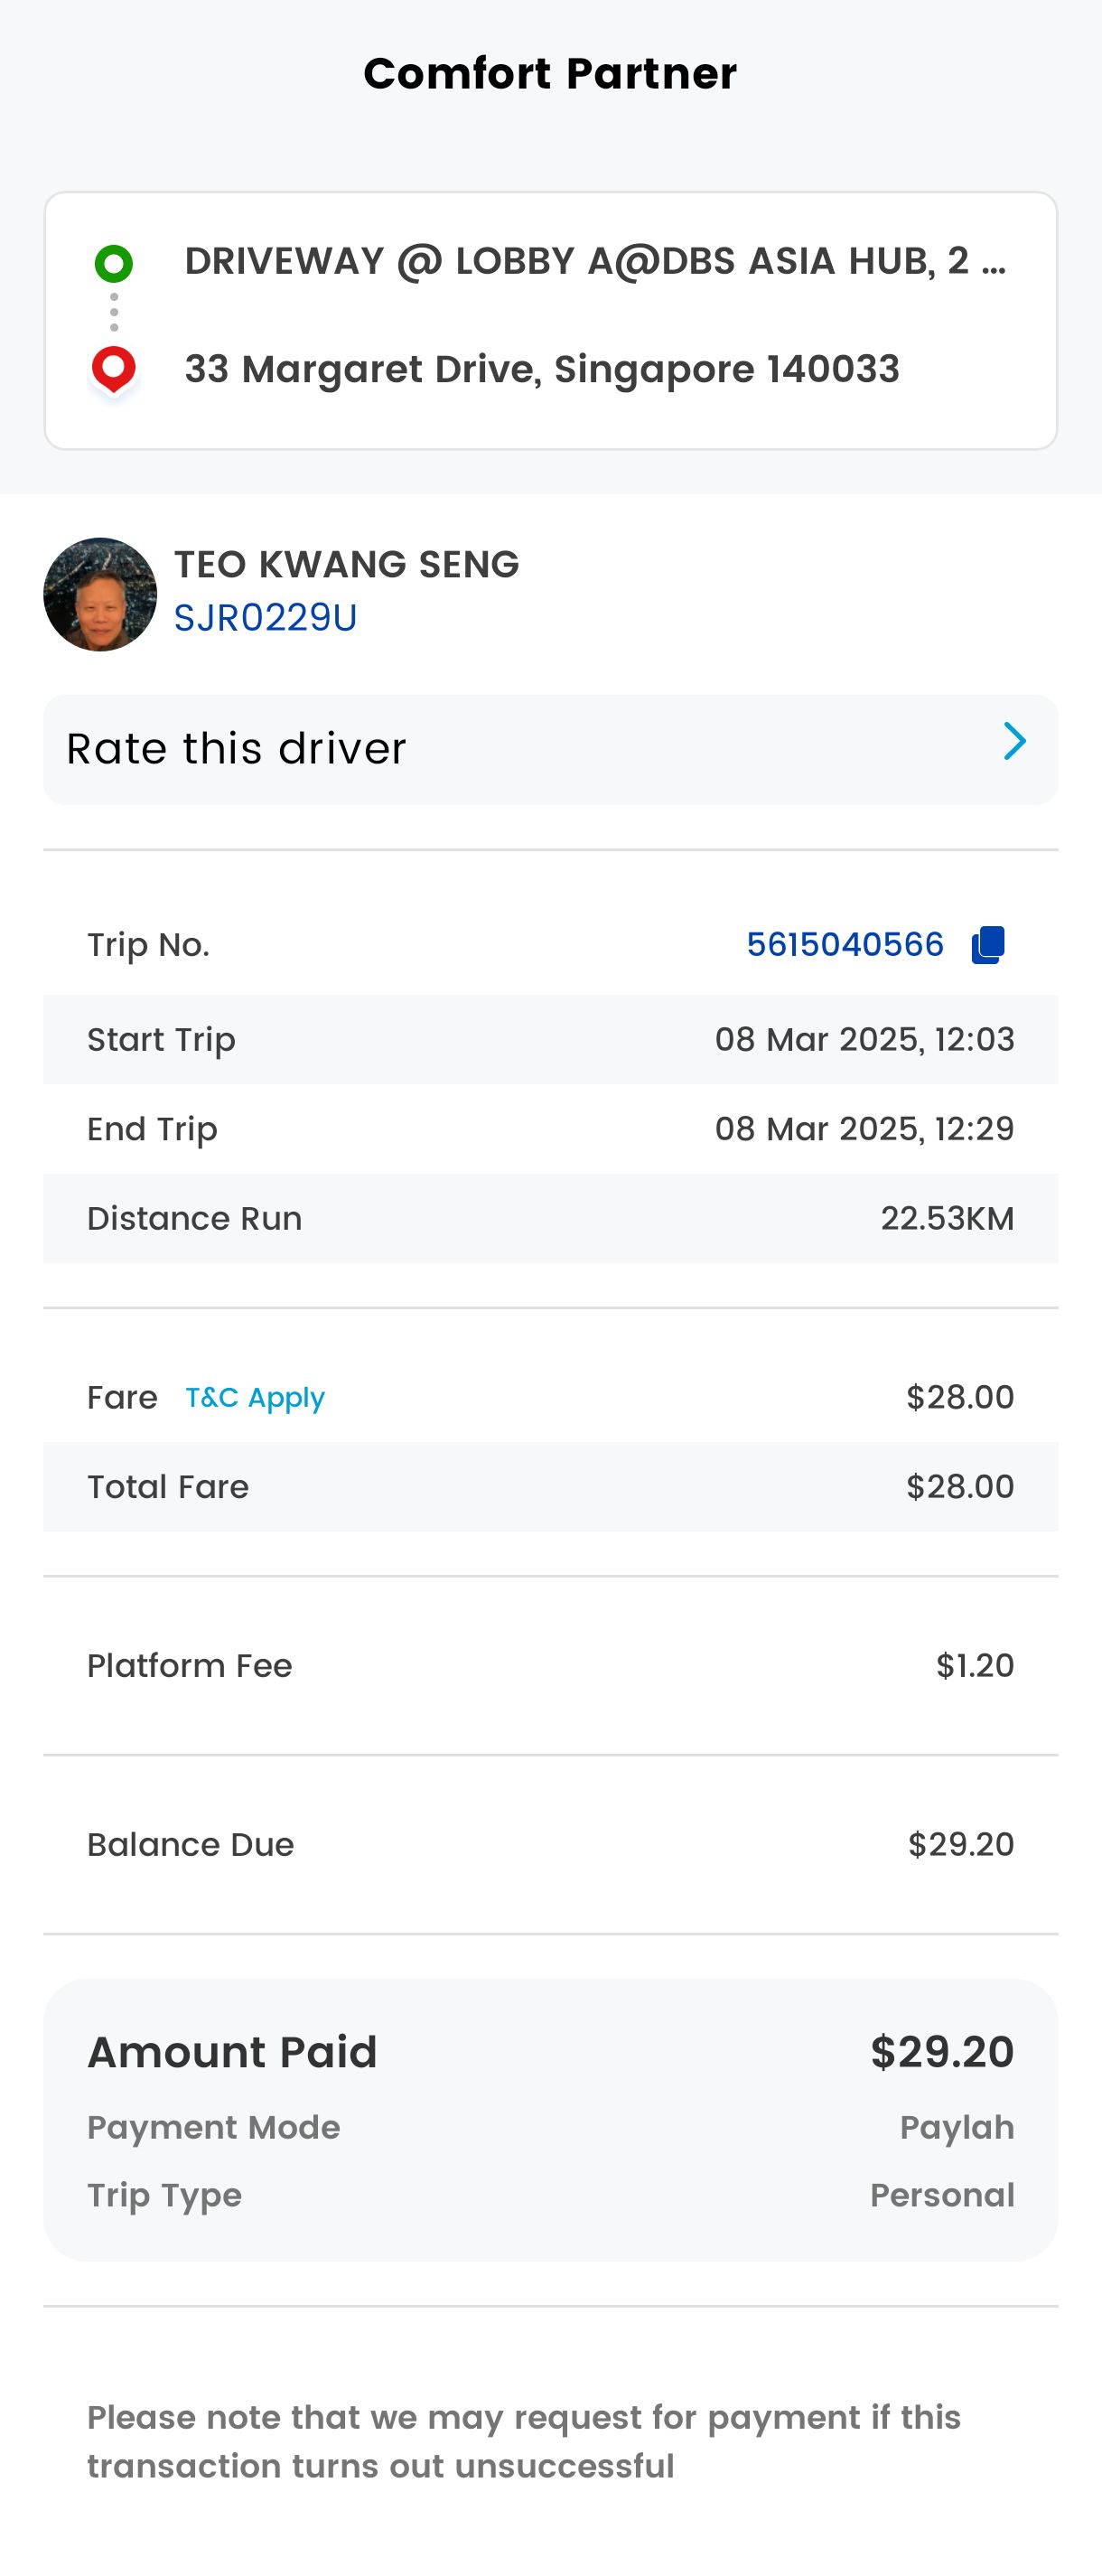 Comfort Partner
DRIVEWAY @ LOBBY A@DBS ASIA HUB, 2 ...
33 Margaret Drive, Singapore 140033
TEO KWANG SENG
SJR0229U
Rate this driver
Trip No. 5615040566
Start Trip 08 Mar 2025, 12:03
End Trip 08 Mar 2025, 12:29
Distance Run 22.53KM
Fare T&C Apply $28.00
Total Fare $28.00
Platform Fee $1.20
Balance Due $29.20
Amount Paid $29.20
Payment Mode Paylah
Trip Type Personal
Please note that we may request for payment if this
transaction turns out unsuccessful